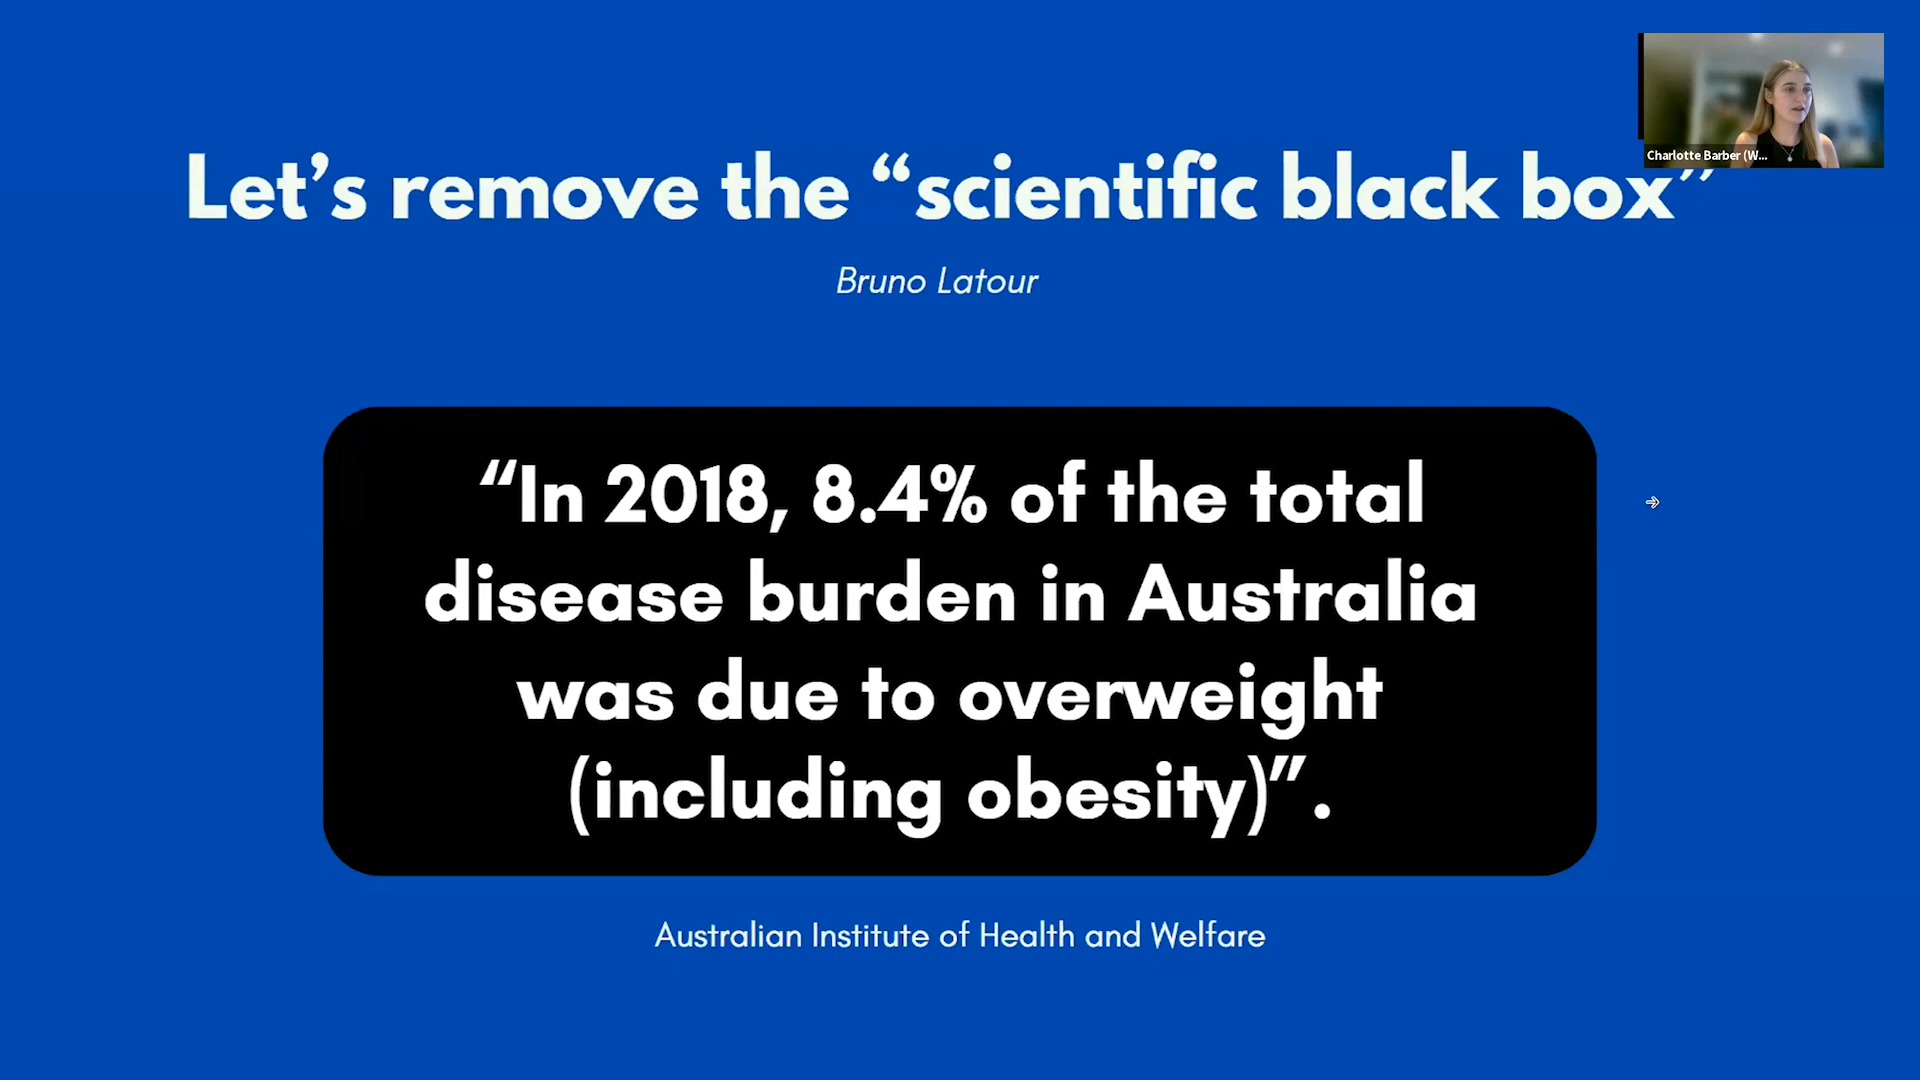 Let’s remove the “scientific black box”
Bruno Latour
Charlotte Barber (W...
“In 2018, 8.4% of the total
disease burden in Australia
was due to overweight
(including obesity)”.
Australian Institute of Health and Welfare